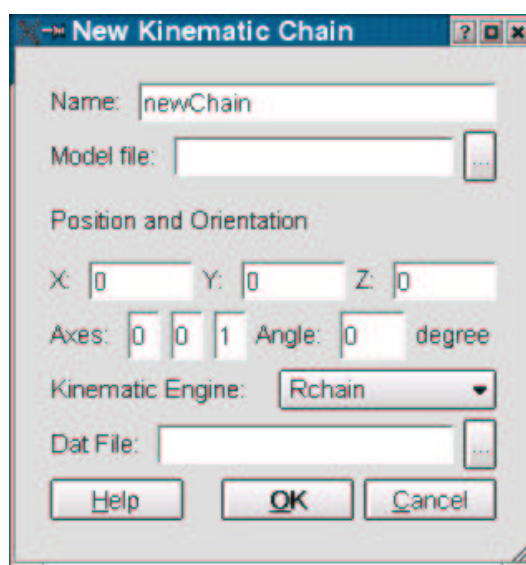 New Kinematic Chain ?
Name: newChain
Model file: ...
Position and Orientation
X: 0 Y: 0 Z: 0
Axes: 0 0 1 Angle: 0 degree
Kinematic Engine: Rchain
Dat File: ...
Help OK Cancel